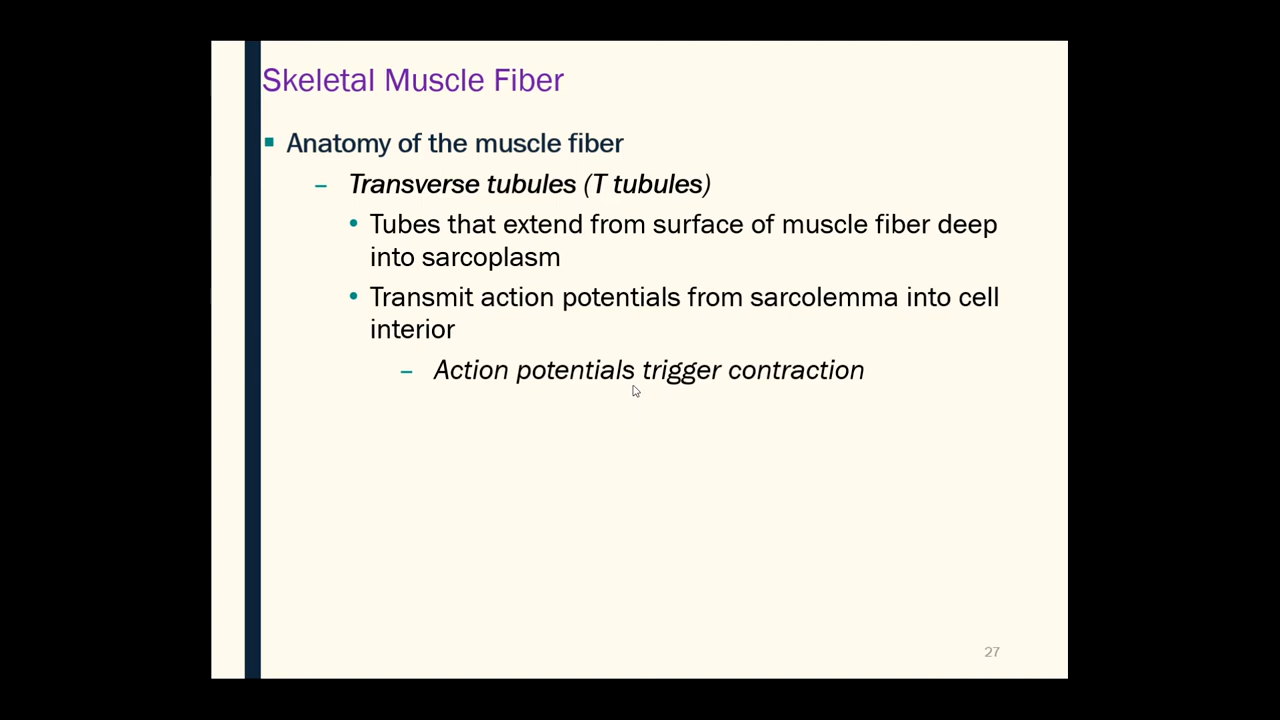 Skeletal Muscle Fiber
▪ Anatomy of the muscle fiber
– Transverse tubules (T tubules)
• Tubes that extend from surface of muscle fiber deep
into sarcoplasm
• Transmit action potentials from sarcolemma into cell
interior
– Action potentials trigger contraction
27